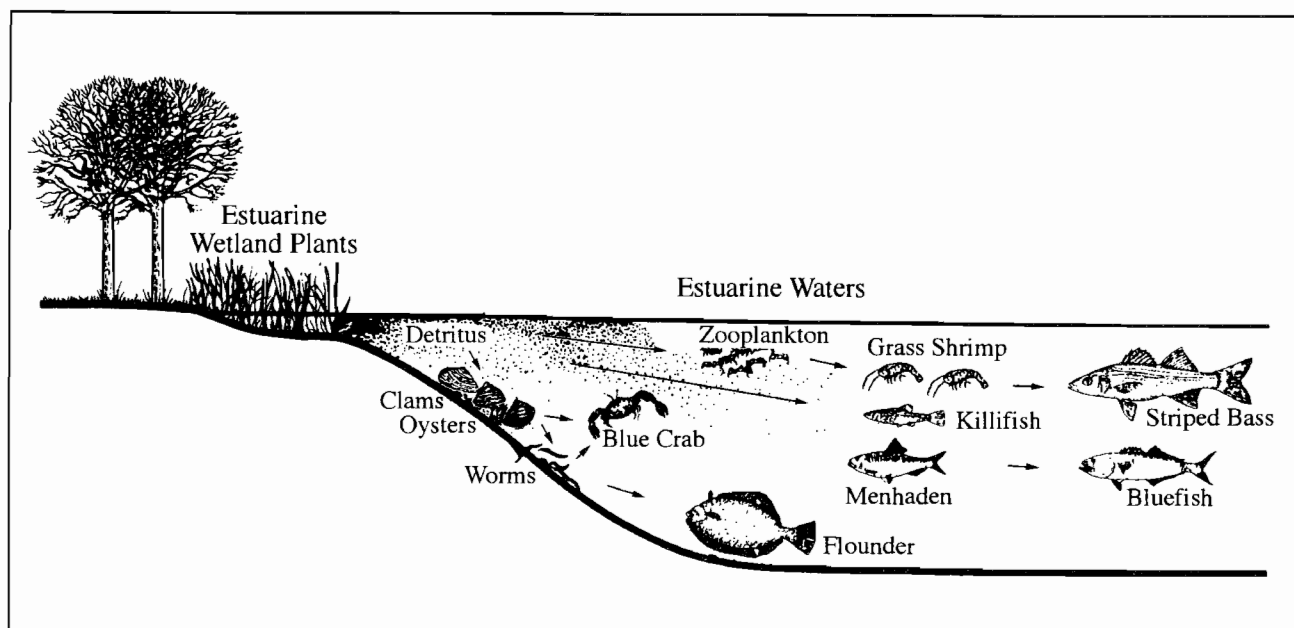 Estuarine
Wetland Plants
Estuarine Waters
Detritus
Zooplankton
Grass Shrimp
Clams
Oysters
Blue Crab
Killifish
Striped Bass
Worms
Menhaden
Bluefish
Flounder